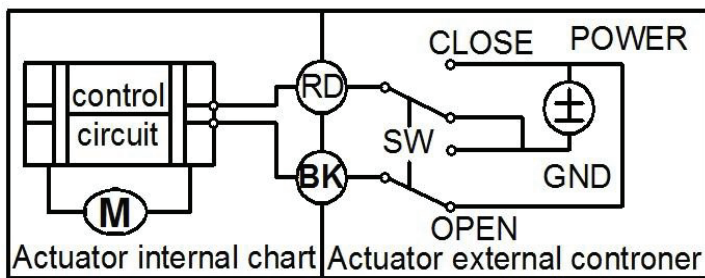 CLOSE POWER
RD
control
circuit
±
SW
BK
GND
M
OPEN
Actuator internal chart
Actuator external controner